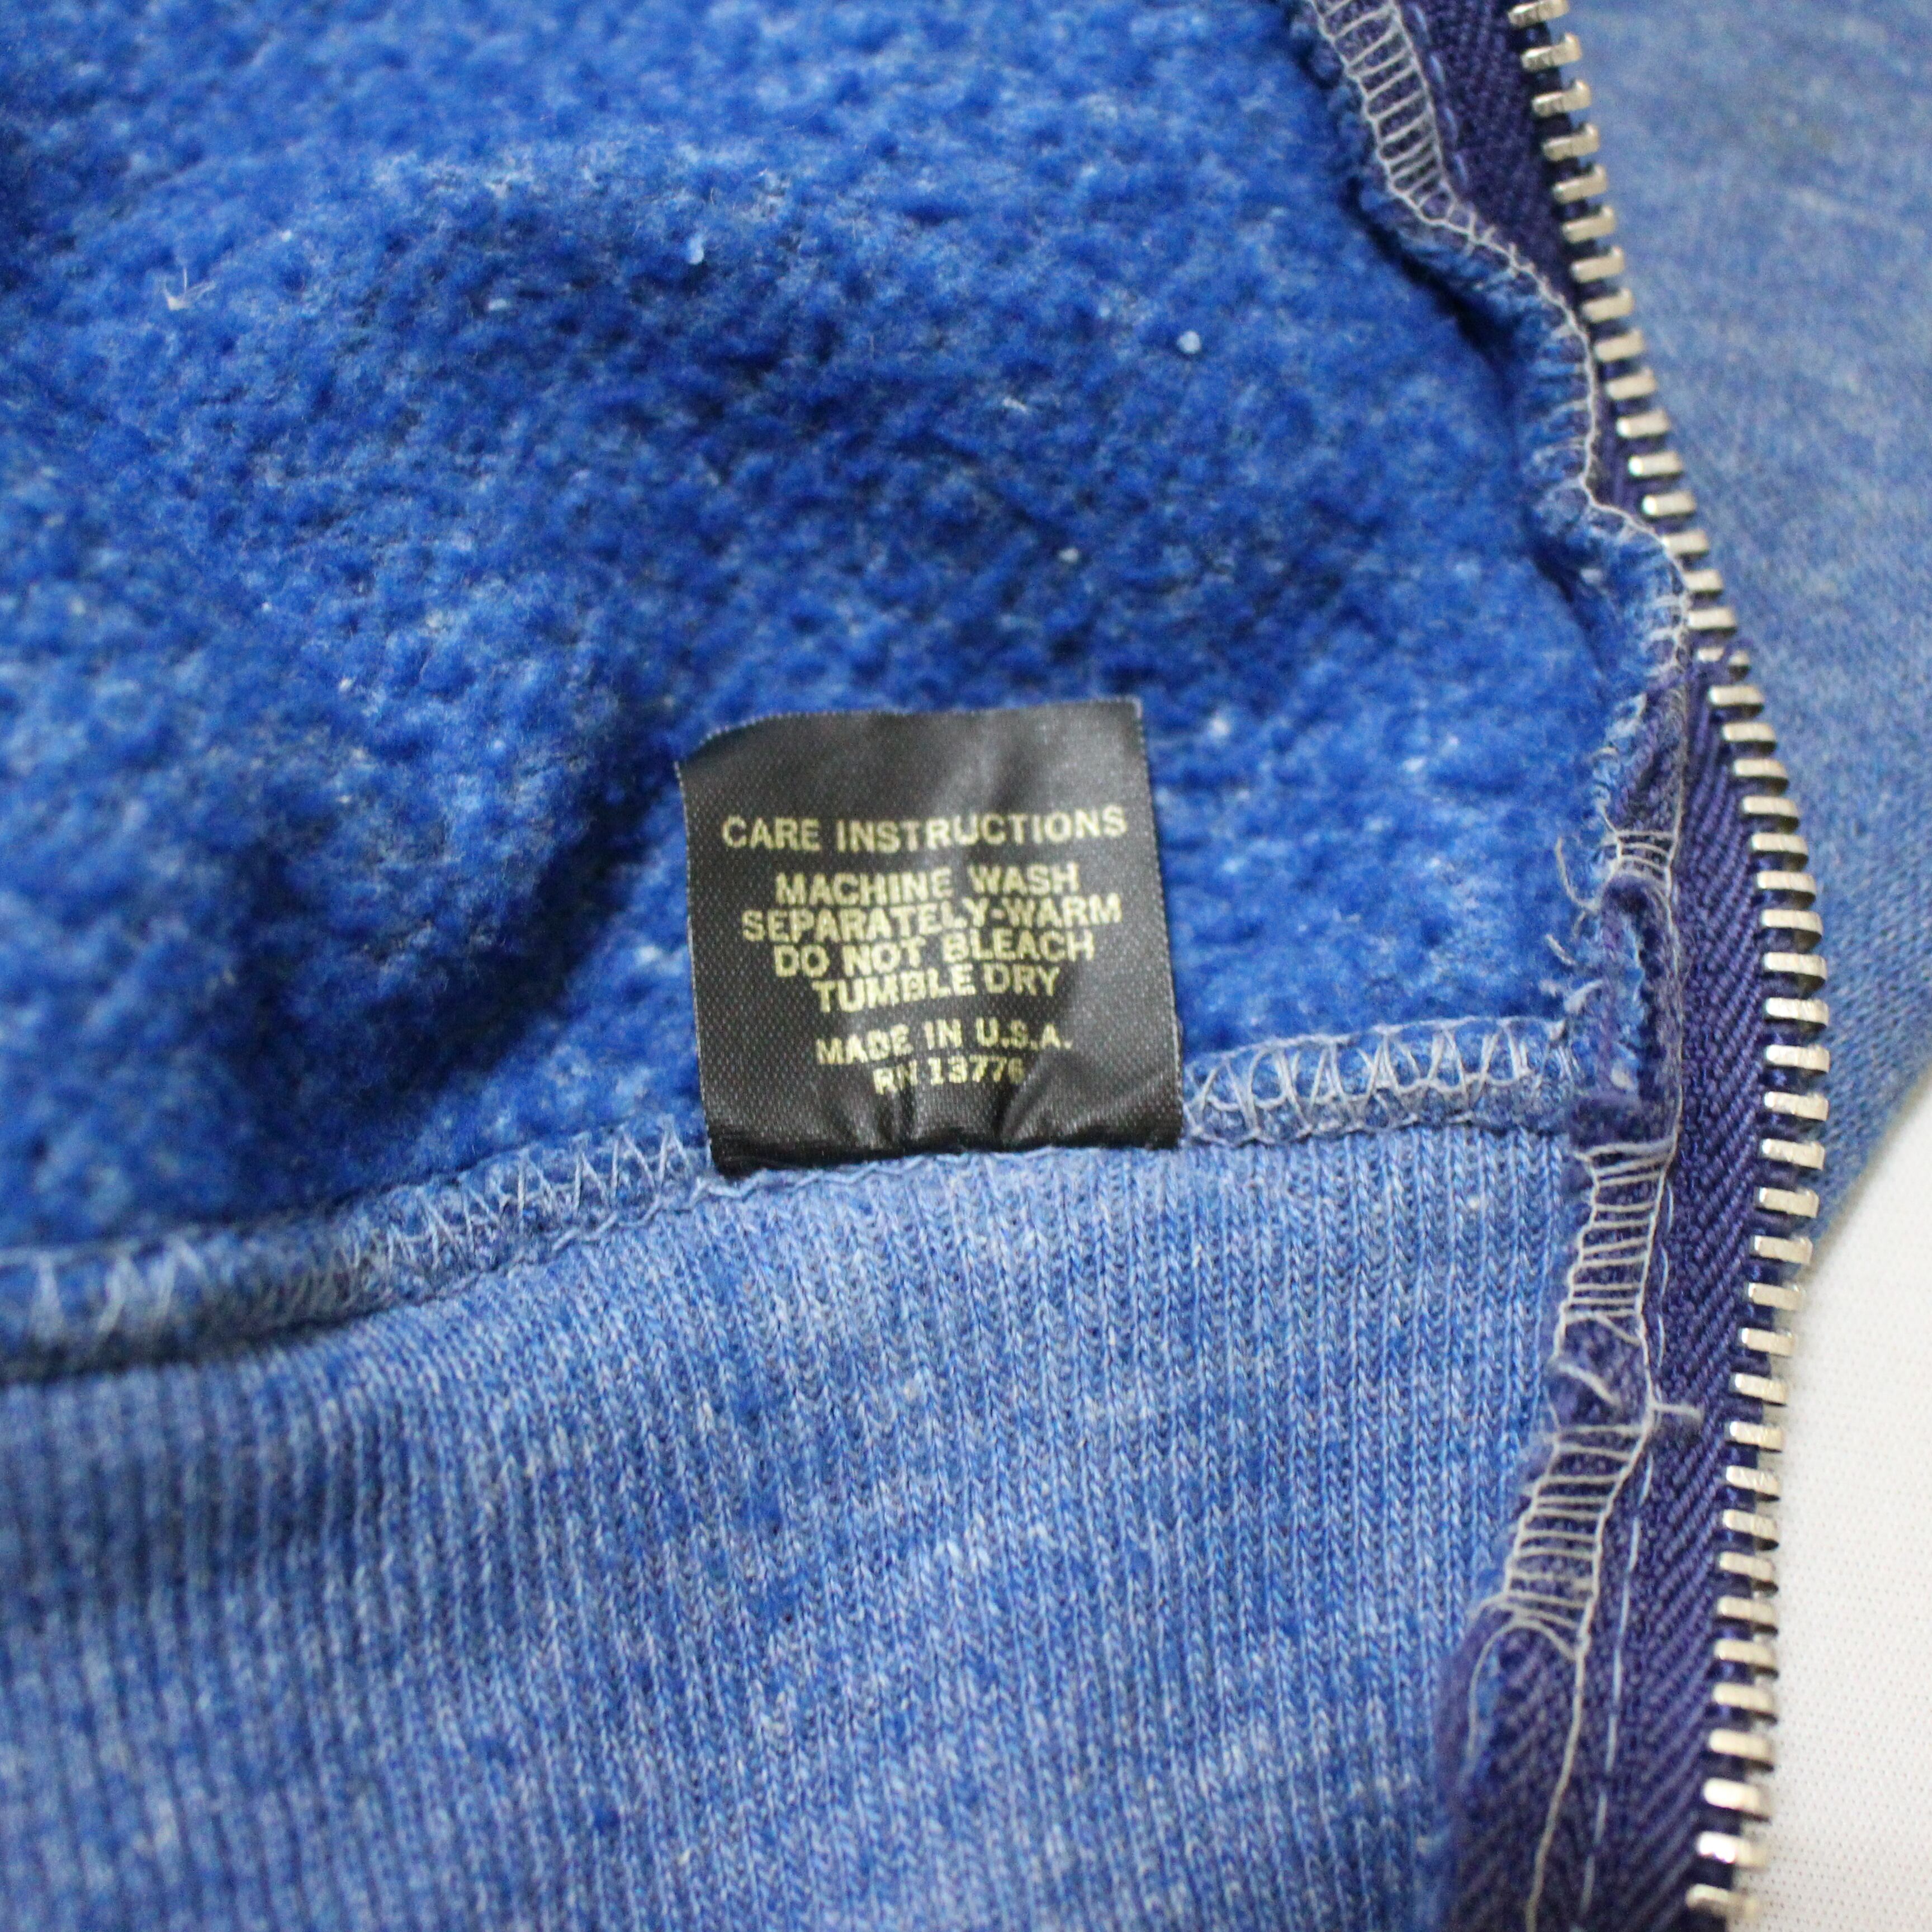 CARE INSTRUCTIONS
MACHINE WASH
SEPARATELY-WARM
DO NOT BLEACH
TUMBLE DRY
MADE IN U.S.A.
RN 13776